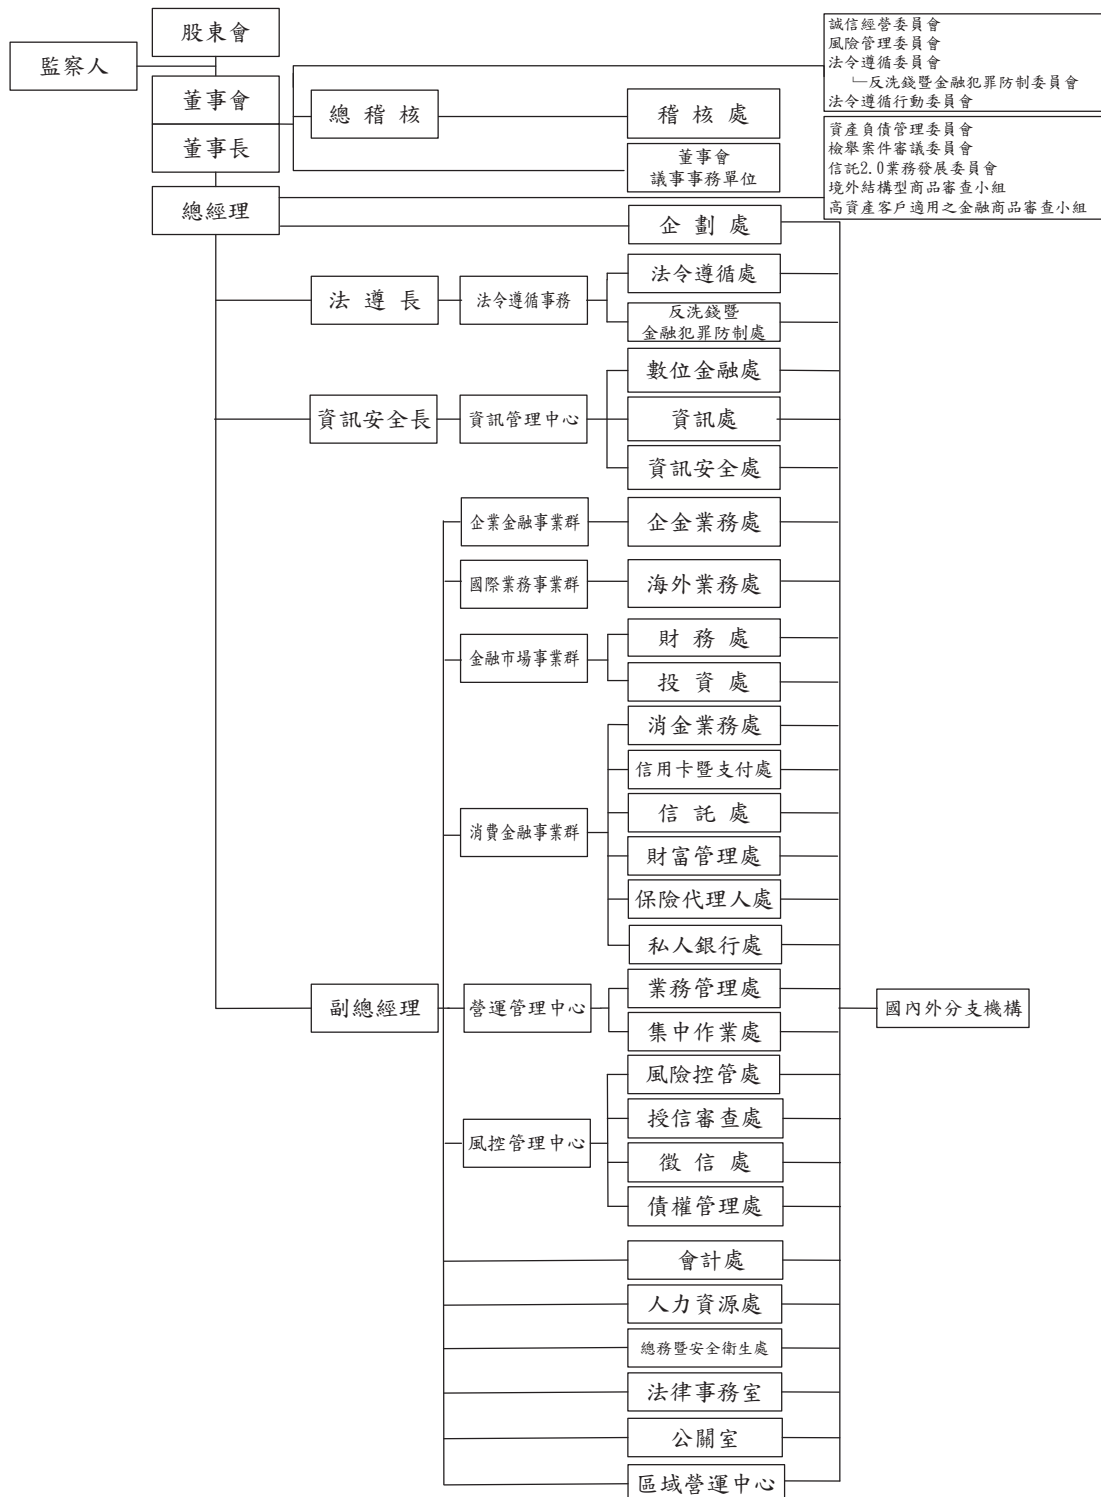 股東會
監察人
董事會
董事長
總經理
誠信經營委員會
風險管理委員會
法令遵循委員會
└─反洗錢暨金融犯罪防制委員會
法令遵循行動委員會
總稽核
稽核處
董事會
議事事務單位
資產負債管理委員會
檢舉案件審議委員會
信託2.0業務發展委員會
境外結構型商品審查小組
高資產客戶適用之金融商品審查小組
企劃處
法遵長
法令遵循事務
法令遵循處
反洗錢暨
金融犯罪防制處
資訊安全長
資訊管理中心
數位金融處
資訊處
資訊安全處
企業金融事業群
企金業務處
國際業務事業群
海外業務處
金融市場事業群
財務處
投資處
消費金融事業群
消金業務處
信用卡暨支付處
信託處
財富管理處
保險代理人處
私人銀行處
副總經理
營運管理中心
業務管理處
集中作業處
國內外分支機構
風控管理中心
風險控管處
授信審查處
徵信處
債權管理處
會計處
人力資源處
總務暨安全衛生處
法律事務室
公關室
區域營運中心